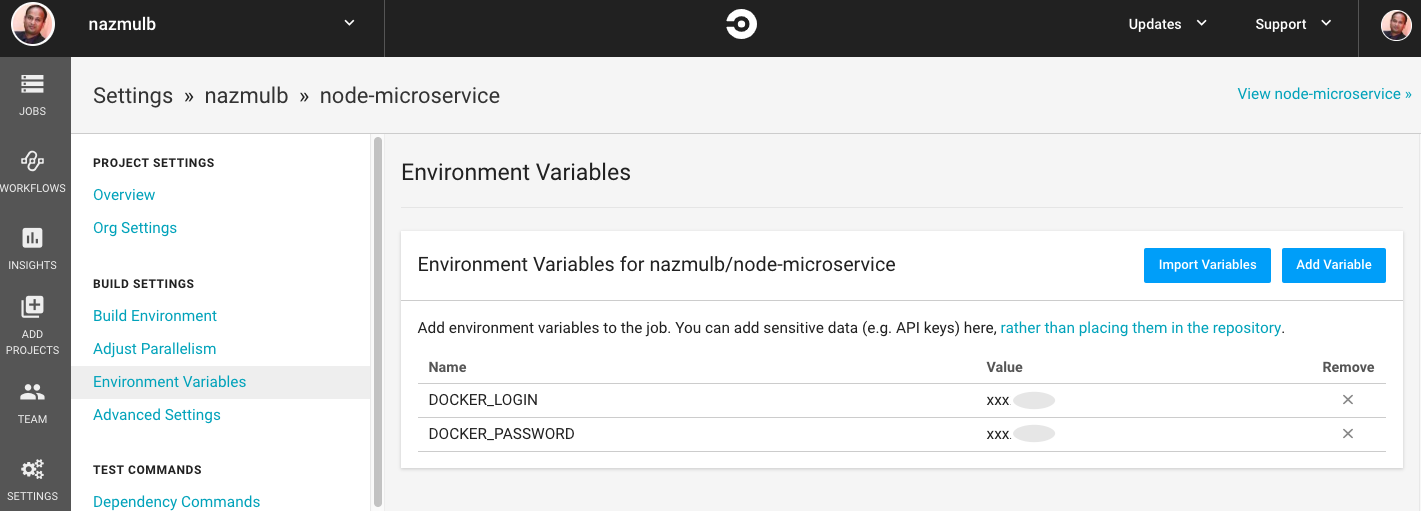 nazmulb
Updates
Support
JOBS
WORKFLOWS
INSIGHTS
ADD
PROJECTS
TEAM
SETTINGS
Settings » nazmulb » node-microservice
View node-microservice »
PROJECT SETTINGS
Overview
Org Settings
BUILD SETTINGS
Build Environment
Adjust Parallelism
Environment Variables
Advanced Settings
TEST COMMANDS
Dependency Commands
Environment Variables
Environment Variables for nazmulb/node-microservice
Import Variables
Add Variable
Add environment variables to the job. You can add sensitive data (e.g. API keys) here, rather than placing them in the repository.
Name Value Remove
DOCKER_LOGIN xxx ×
DOCKER_PASSWORD xxx. ×